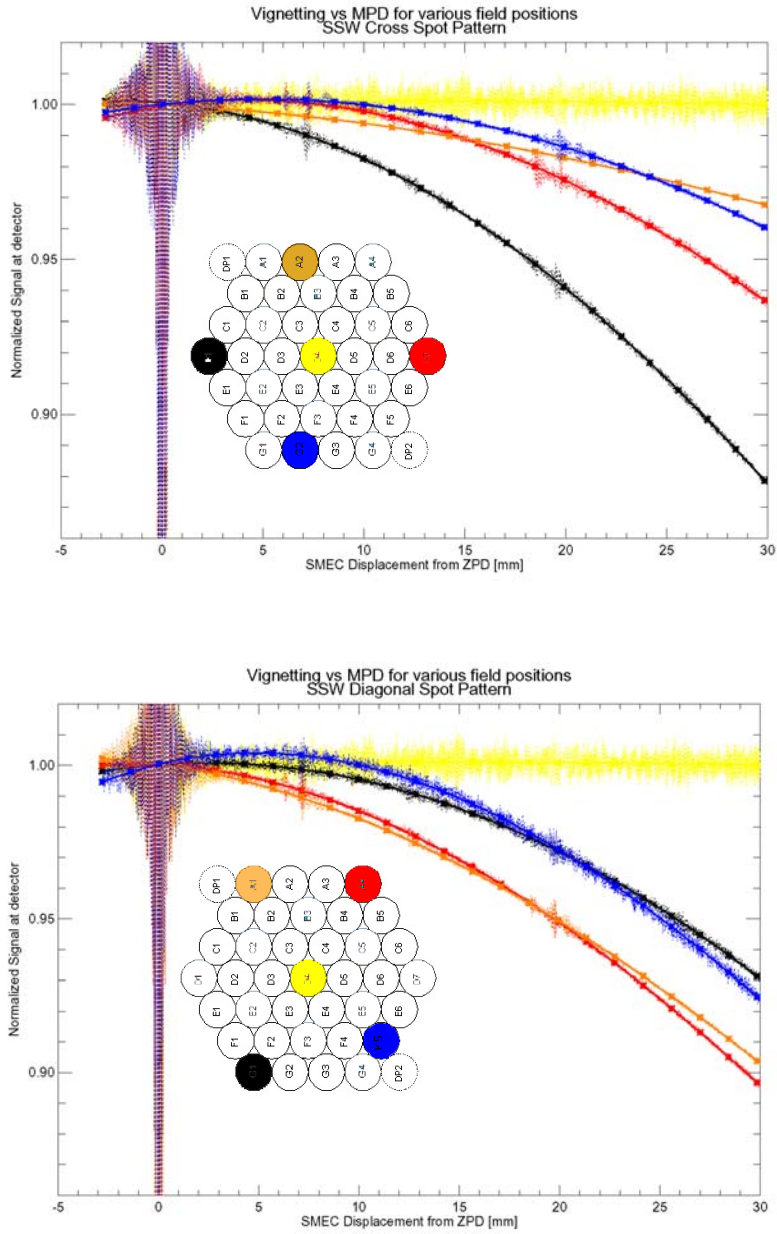 Vignetting vs MPD for various field positions
SSW Cross Spot Pattern
Normalized Signal at detector
1.00
0.95
0.90
DP1 A1 A2 A3 A4
B1 B2 B3 B4 B5
C1 C2 C3 C4 C5 C6
D2 D3 D4 D5 D6
E1 E2 E3 E4 E5 E6
F1 F2 F3 F4 F5
G1 G2 G3 G4 DP2
-5 0 5 10 15 20 25 30
SMEC Displacement from ZPD [mm]
Vignetting vs MPD for various field positions
SSW Diagonal Spot Pattern
Normalized Signal at detector
1.00
0.95
0.90
DP1 A1 A2 A3
B1 B2 B3 B4 B5
C1 C2 C3 C4 C5 C6
D1 D2 D3 D4 D5 D6 D7
E1 E2 E3 E4 E5 E6
F1 F2 F3 F4
G1 G2 G3 G4 DP2
-5 0 5 10 15 20 25 30
SMEC Displacement from ZPD [mm]